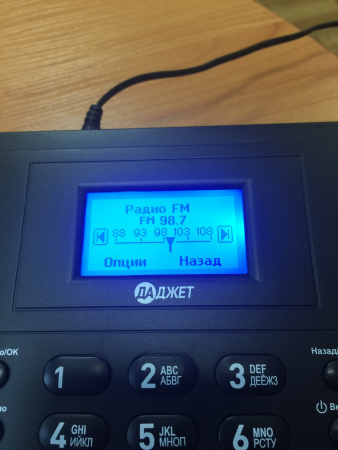 Радио FM
FM 98.7
88 93 98 103 108
Опции Назад
ДАДЖЕТ
/OK
Назад/
1 2 ABC АБВГ 3 DEF ДЕЁЖЗ
4 GHI ИЙКЛ 5 JKL МНОП 6 MNO РСТУ